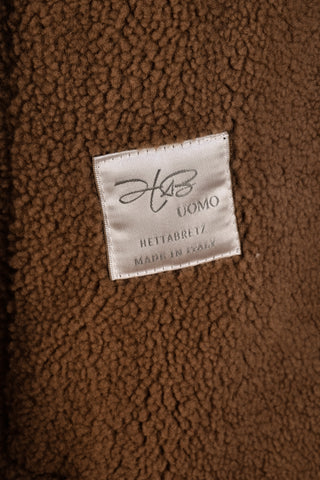 HB
UOMO
HETTABRETZ
MADE IN ITALY